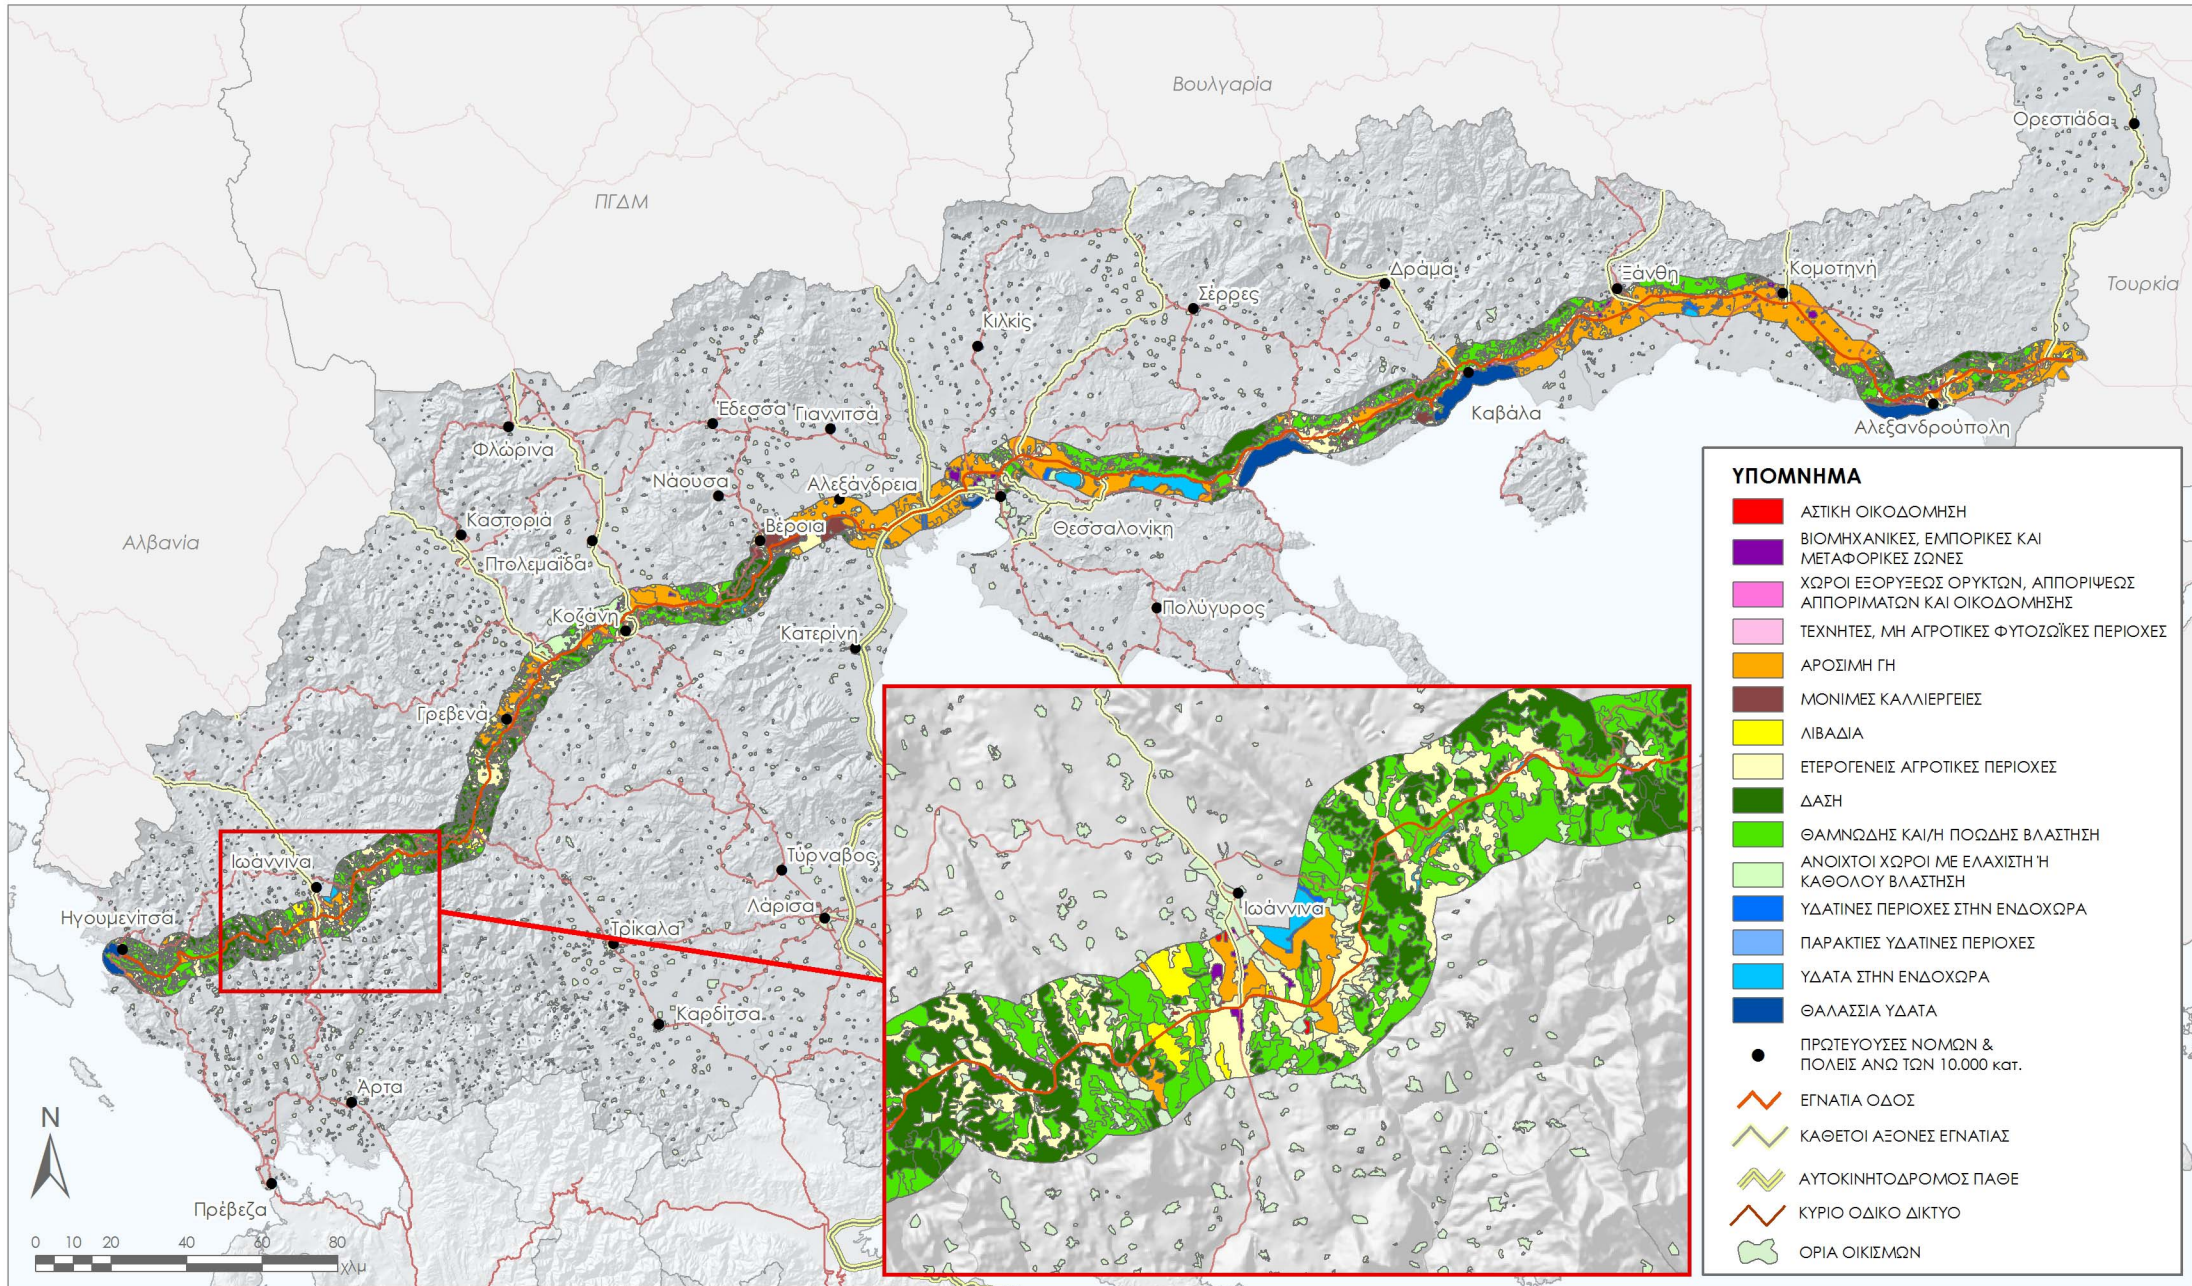 Βουλγαρία
Ορεστιάδα
ΠΓΔΜ
Δράμα
Ξάνθη
Κομοτηνή
Τουρκία
Σέρρες
Κιλκίς
Καβάλα
Αλεξανδρούπολη
Έδεσσα
Γιαννιτσά
Φλώρινα
Νάουσα
Αλεξάνδρεια
Καστοριά
Βέροια
Θεσσαλονίκη
Αλβανία
Πτολεμαΐδα
Κοζάνη
Πολύγυρος
Κατερίνη
Γρεβενά
Ιωάννινα
Τύρναβος
Ηγουμενίτσα
Λάρισα
Τρίκαλα
Καρδίτσα
Άρτα
Πρέβεζα
Ιωάννινα
N
0 10 20 40 60 80
χλμ
ΥΠΟΜΝΗΜΑ
ΑΣΤΙΚΗ ΟΙΚΟΔΟΜΗΣΗ
ΒΙΟΜΗΧΑΝΙΚΕΣ, ΕΜΠΟΡΙΚΕΣ ΚΑΙ
ΜΕΤΑΦΟΡΙΚΕΣ ΖΩΝΕΣ
ΧΩΡΟΙ ΕΞΟΡΥΞΕΩΣ ΟΡΥΚΤΩΝ, ΑΠΠΟΡΙΨΕΩΣ
ΑΠΠΟΡΙΜΑΤΩΝ ΚΑΙ ΟΙΚΟΔΟΜΗΣΗΣ
ΤΕΧΝΗΤΕΣ, ΜΗ ΑΓΡΟΤΙΚΕΣ ΦΥΤΟΖΩΪΚΕΣ ΠΕΡΙΟΧΕΣ
ΑΡΟΣΙΜΗ ΓΗ
ΜΟΝΙΜΕΣ ΚΑΛΛΙΕΡΓΕΙΕΣ
ΛΙΒΑΔΙΑ
ΕΤΕΡΟΓΕΝΕΙΣ ΑΓΡΟΤΙΚΕΣ ΠΕΡΙΟΧΕΣ
ΔΑΣΗ
ΘΑΜΝΩΔΗΣ ΚΑΙ/Η ΠΟΩΔΗΣ ΒΛΑΣΤΗΣΗ
ΑΝΟΙΧΤΟΙ ΧΩΡΟΙ ΜΕ ΕΛΑΧΙΣΤΗ Ή
ΚΑΘΟΛΟΥ ΒΛΑΣΤΗΣΗ
ΥΔΑΤΙΝΕΣ ΠΕΡΙΟΧΕΣ ΣΤΗΝ ΕΝΔΟΧΩΡΑ
ΠΑΡΑΚΤΙΕΣ ΥΔΑΤΙΝΕΣ ΠΕΡΙΟΧΕΣ
ΥΔΑΤΑ ΣΤΗΝ ΕΝΔΟΧΩΡΑ
ΘΑΛΑΣΣΙΑ ΥΔΑΤΑ
ΠΡΩΤΕΥΟΥΣΕΣ ΝΟΜΩΝ &
ΠΟΛΕΙΣ ΑΝΩ ΤΩΝ 10.000 κατ.
ΕΓΝΑΤΙΑ ΟΔΟΣ
ΚΑΘΕΤΟΙ ΑΞΟΝΕΣ ΕΓΝΑΤΙΑΣ
ΑΥΤΟΚΙΝΗΤΟΔΡΟΜΟΣ ΠΑΘΕ
ΚΥΡΙΟ ΟΔΙΚΟ ΔΙΚΤΥΟ
ΟΡΙΑ ΟΙΚΙΣΜΩΝ